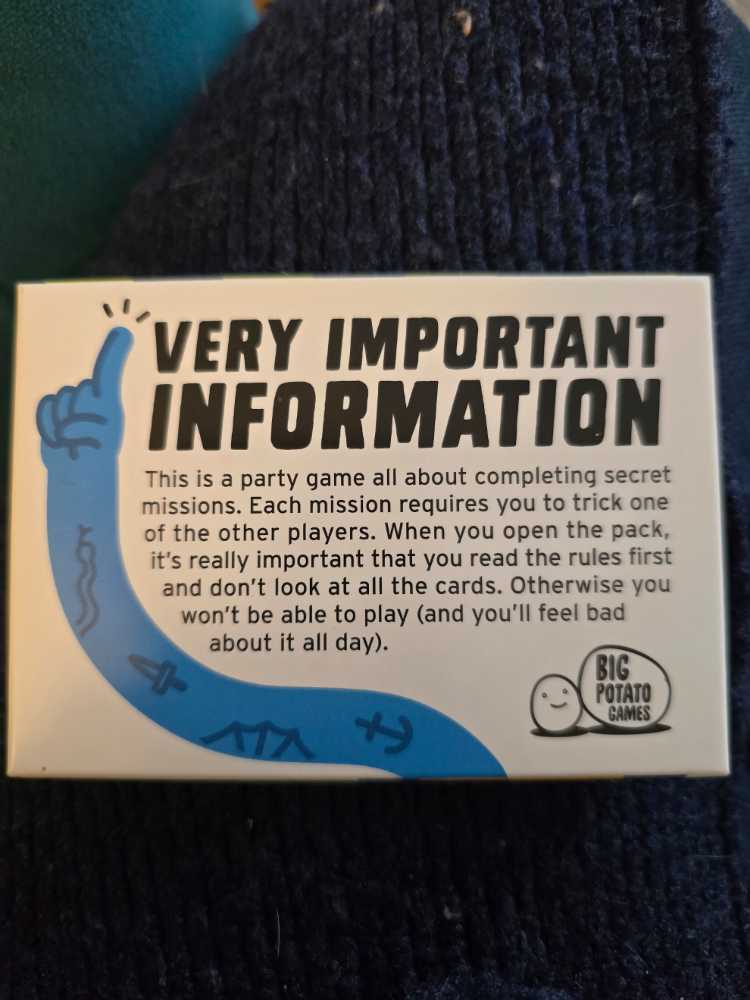 VERY IMPORTANT
INFORMATION
This is a party game all about completing secret
missions. Each mission requires you to trick one
of the other players. When you open the pack,
it's really important that you read the rules first
and don't look at all the cards. Otherwise you
won't be able to play (and you'll feel bad
about it all day).
BIG
POTATO
GAMES